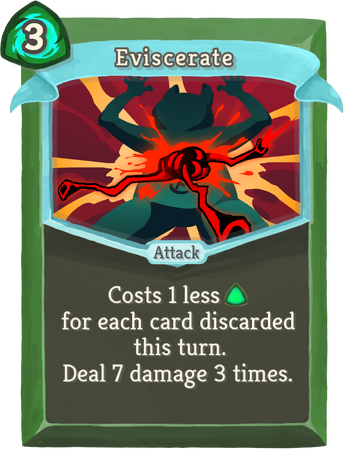 3
Eviscerate
Attack
Costs 1 less
for each card discarded
this turn.
Deal 7 damage 3 times.